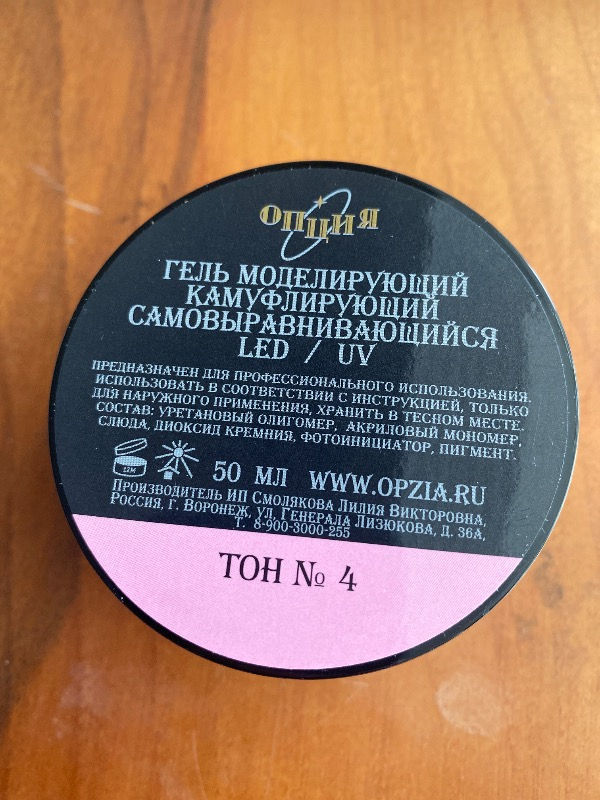 ОПЦИЯ
ГЕЛЬ МОДЕЛИРУЮЩИЙ
КАМУФЛИРУЮЩИЙ
САМОВЫРАВНИВАЮЩИЙСЯ
LED / UV
ПРЕДНАЗНАЧЕН ДЛЯ ПРОФЕССИОНАЛЬНОГО ИСПОЛЬЗОВАНИЯ.
ИСПОЛЬЗОВАТЬ В СООТВЕТСТВИИ С ИНСТРУКЦИЕЙ, ТОЛЬКО
ДЛЯ НАРУЖНОГО ПРИМЕНЕНИЯ, ХРАНИТЬ В ТЕСНОМ МЕСТЕ.
СОСТАВ: УРЕТАНОВЫЙ ОЛИГОМЕР, АКРИЛОВЫЙ МОНОМЕР,
СЛЮДА, ДИОКСИД КРЕМНИЯ, ФОТОИНИЦИАТОР, ПИГМЕНТ.
12М 50 МЛ WWW.OPZIA.RU
ПРОИЗВОДИТЕЛЬ ИП СМОЛЯКОВА ЛИЛИЯ ВИКТОРОВНА,
РОССИЯ, Г. ВОРОНЕЖ, УЛ. ГЕНЕРАЛА ЛИЗЮКОВА, Д. 36А,
Т. 8-900-3000-255
ТОН № 4